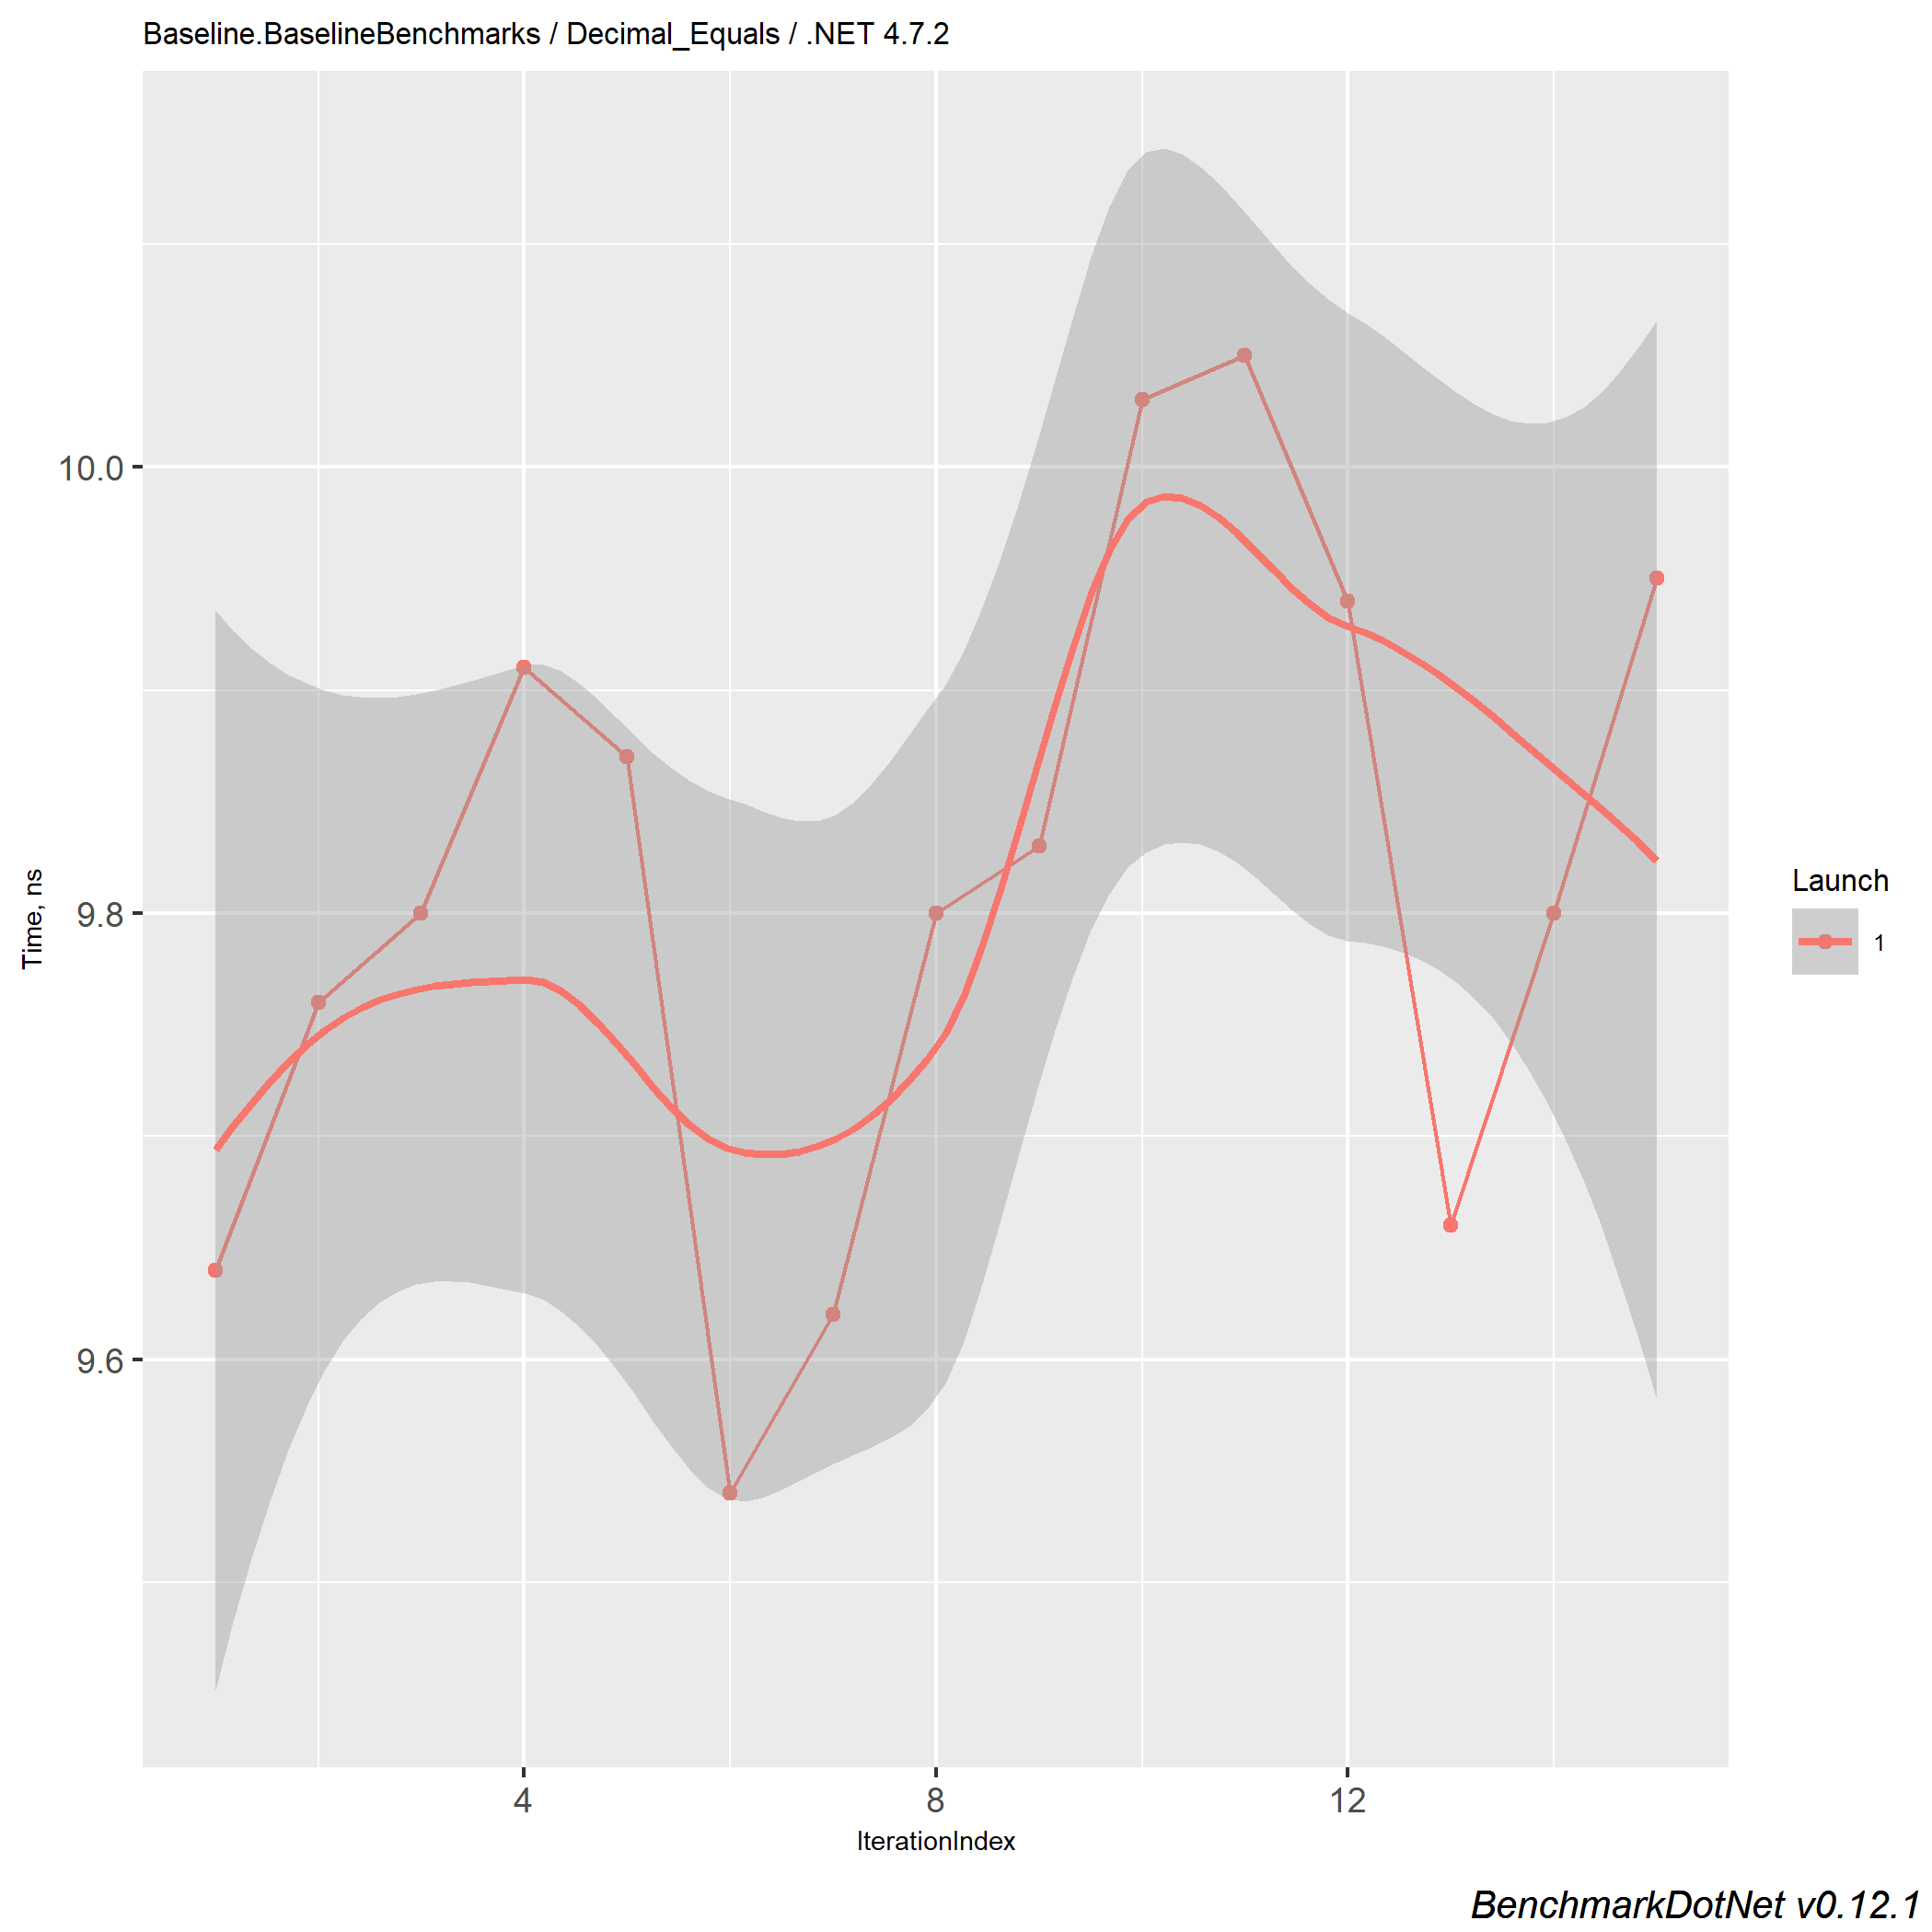 Baseline.BaselineBenchmarks / Decimal_Equals / .NET 4.7.2
10.0
9.8
9.6
Time, ns
4
8
12
IterationIndex
Launch
1
BenchmarkDotNet v0.12.1